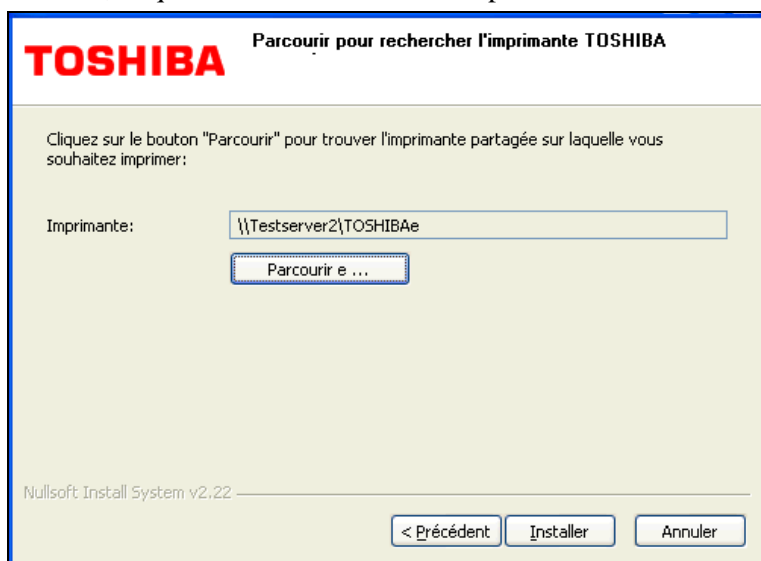 TOSHIBA
Parcourir pour rechercher l'imprimante TOSHIBA
Cliquez sur le bouton "Parcourir" pour trouver l'imprimante partagée sur laquelle vous
souhaitez imprimer:
Imprimante:
\\Testserver2\TOSHIBAe
Parcourir e ...
Nullsoft Install System v2.22
< Précédent
Installer
Annuler